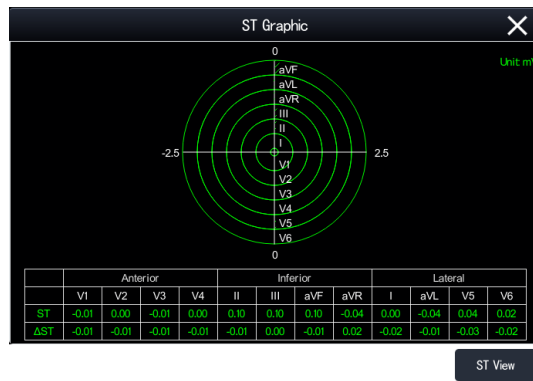 ST Graphic
Unit: mV
0
aVF
aVL
aVR
III
II
I
-2.5 2.5
V1
V2
V3
V4
V5
V6
0
Anterior Inferior Lateral
V1 V2 V3 V4 II III aVF aVR I aVL V5 V6
ST -0.01 0.00 -0.01 0.00 0.10 0.10 0.10 -0.04 0.00 -0.04 0.04 0.02
ΔST -0.01 -0.01 -0.01 -0.01 -0.01 0.00 -0.01 0.02 -0.02 -0.01 -0.03 -0.02
ST View